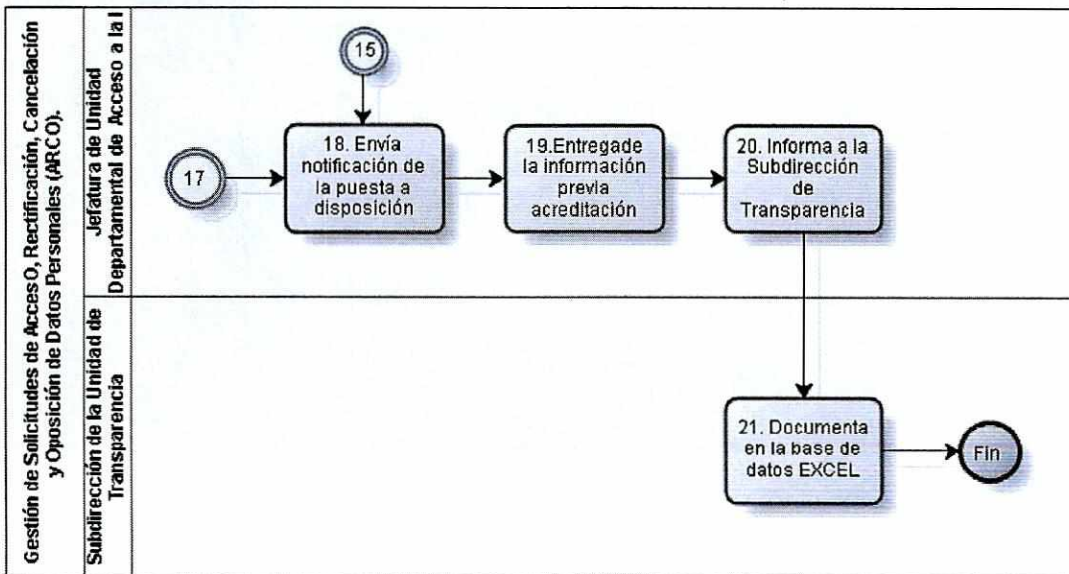 Gestión de Solicitudes de AccesO, Rectificación, Cancelación
y Oposición de Datos Personales (ARCO).
Jefatura de Unidad
Departamental de Acceso a la I
15
17
18. Envía
notificación de
la puesta a
disposición
19.Entregade
la información
previa
acreditación
20. Informa a la
Subdirección
de
Transparencia
Subdirección de la Unidad de
Transparencia
21. Documenta
en la base de
datos EXCEL
Fin